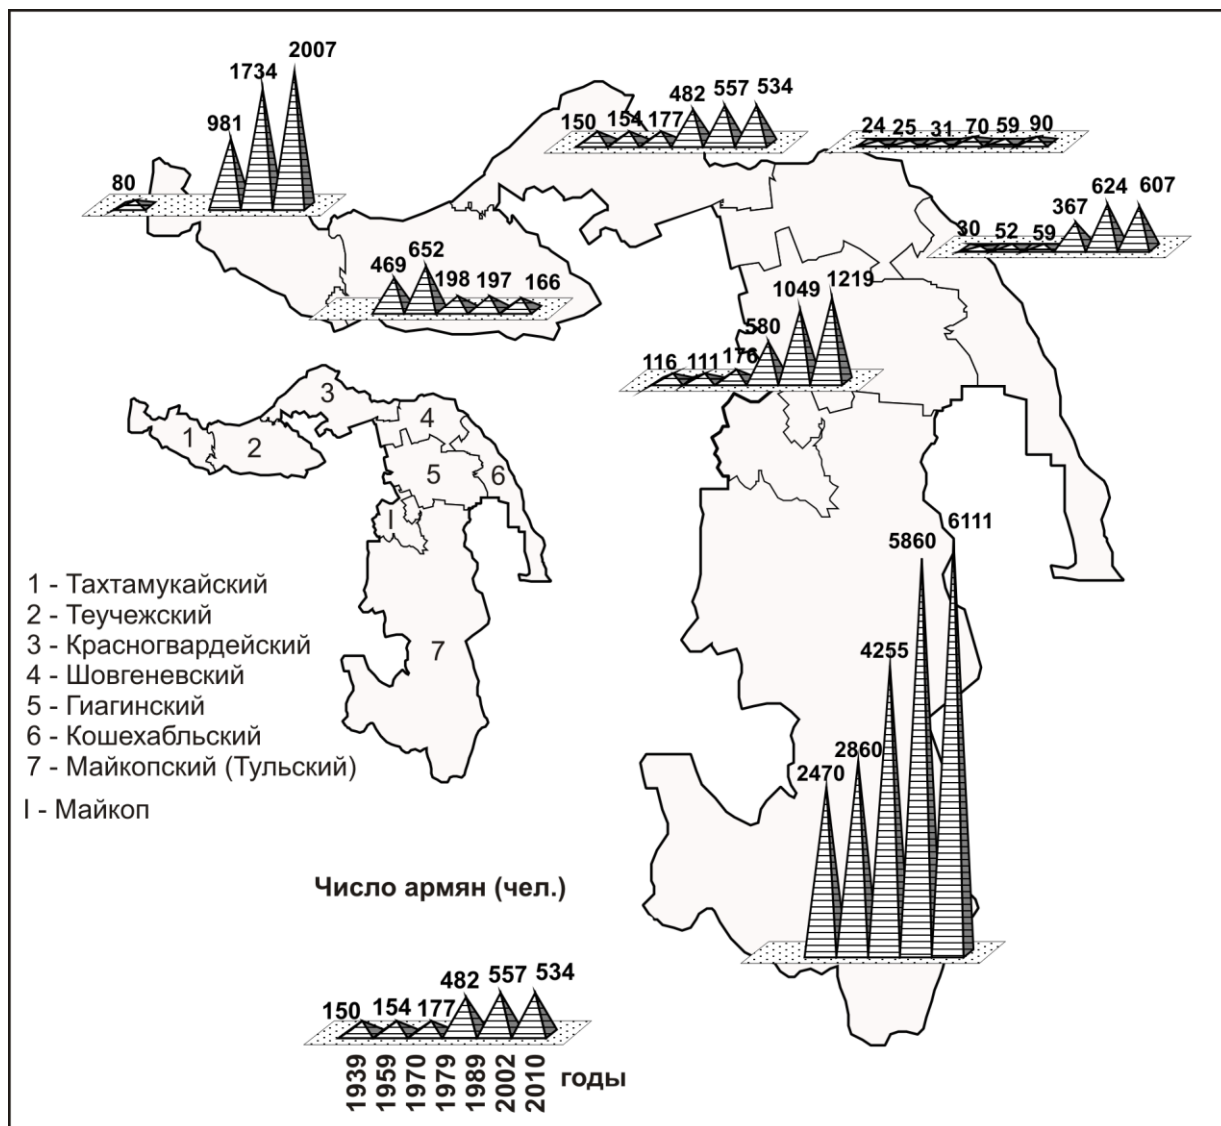 2007
1734
981
80
482 557 534
150 154 177
24 25 31 70 59 90
624 607
367
30 52 59
652
469
198 197 166
1049 1219
580
116 111 176
6111
5860
4255
2860
2470
3
4
1
2
5
6
I
7
1 - Тахтамукайский
2 - Теучежский
3 - Красногвардейский
4 - Шовгеневский
5 - Гиагинский
6 - Кошехабльский
7 - Майкопский (Тульский)
I - Майкоп
Число армян (чел.)
482 557 534
150 154 177
1939 1959 1970 1979 1989 2002 2010 годы